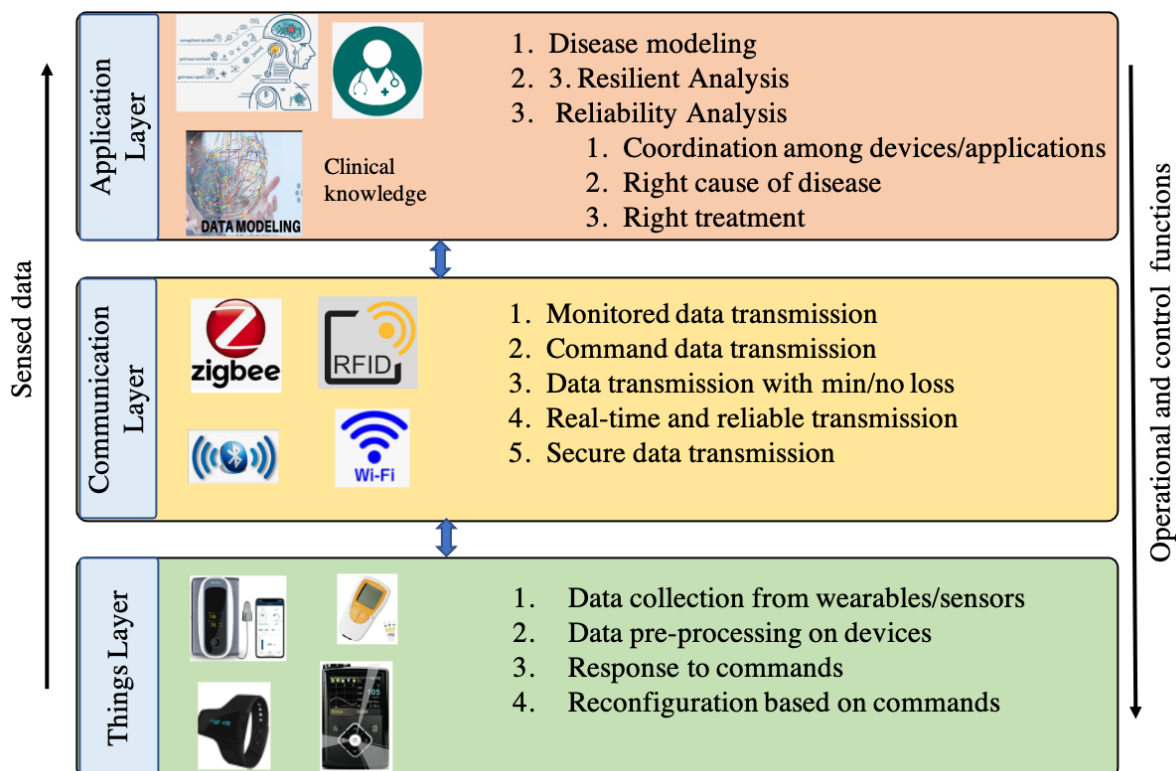 Sensed data
Application
Layer
DATA MODELING
Clinical
knowledge
1. Disease modeling
2. 3. Resilient Analysis
3. Reliability Analysis
1. Coordination among devices/applications
2. Right cause of disease
3. Right treatment
Communication
Layer
zigbee
RFID
Wi-Fi
1. Monitored data transmission
2. Command data transmission
3. Data transmission with min/no loss
4. Real-time and reliable transmission
5. Secure data transmission
Things Layer
105
1. Data collection from wearables/sensors
2. Data pre-processing on devices
3. Response to commands
4. Reconfiguration based on commands
Operational and control functions